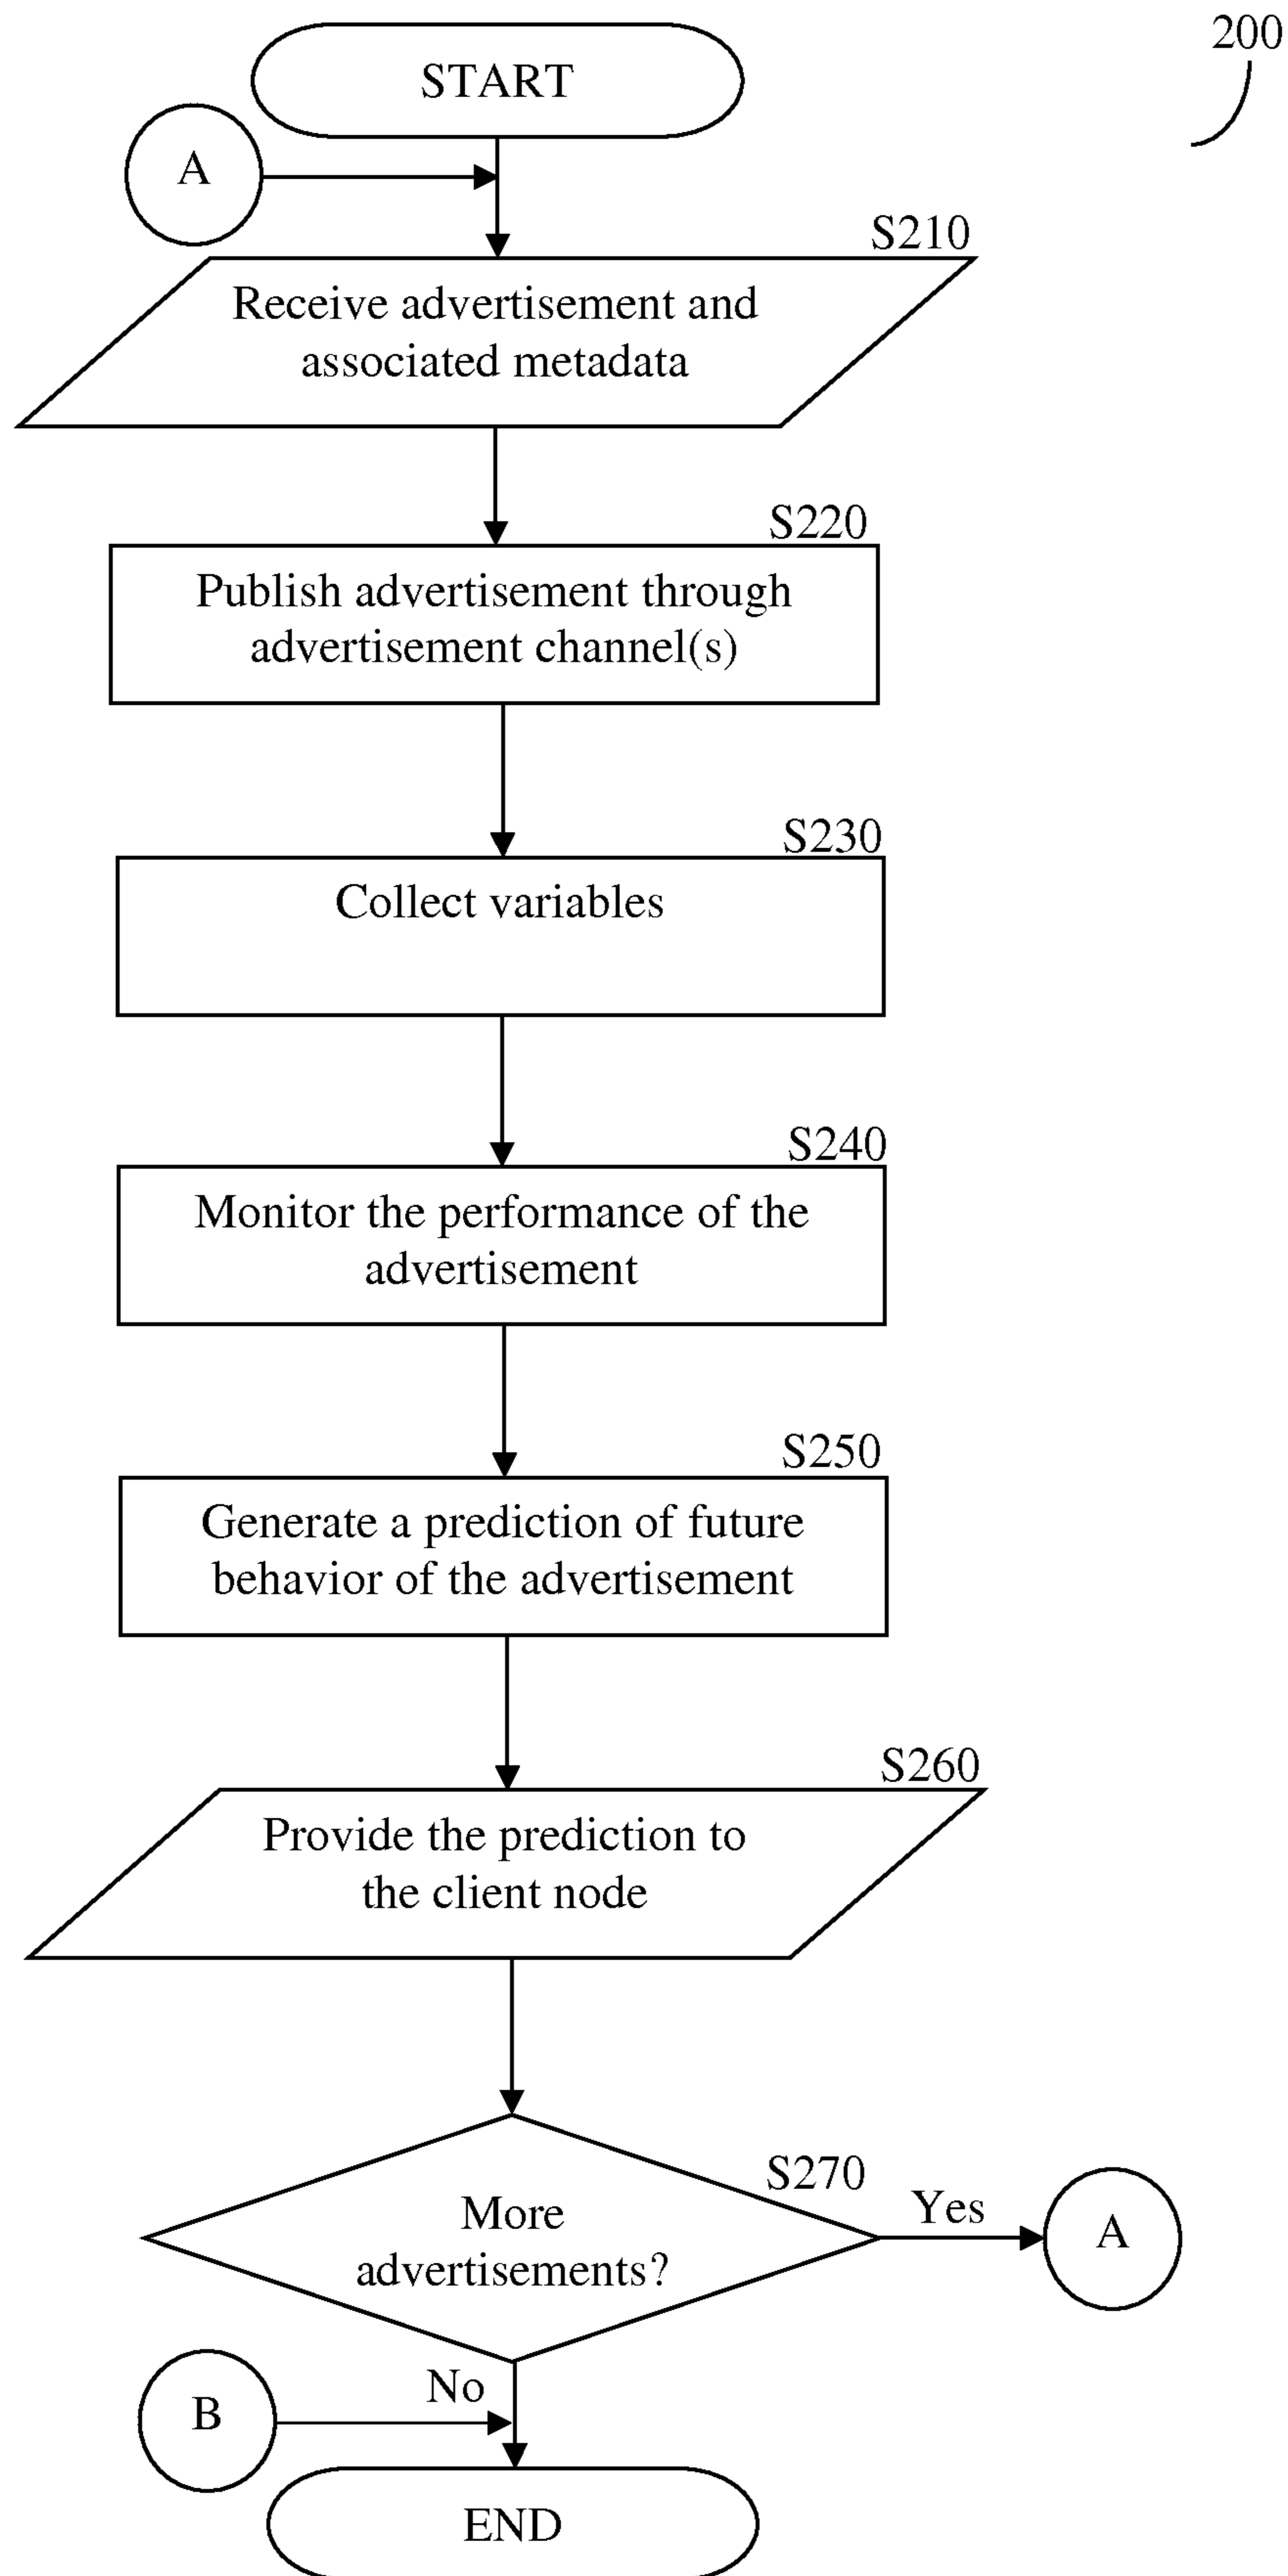 200
START
A
S210
Receive advertisement and
associated metadata
S220
Publish advertisement through
advertisement channel(s)
S230
Collect variables
S240
Monitor the performance of the
advertisement
S250
Generate a prediction of future
behavior of the advertisement
S260
Provide the prediction to
the client node
S270
More
advertisements?
Yes
A
No
B
END